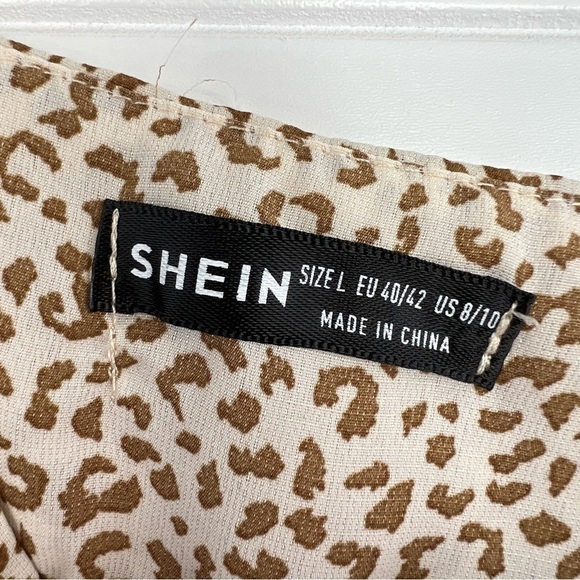 SHEIN SIZE L EU 40/42 US 8/10
MADE IN CHINA